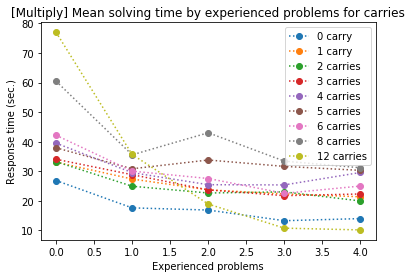 [Multiply] Mean solving time by experienced problems for carries
80
70
60
50
40
30
20
10
Response time (sec.)
0 carry
1 carry
2 carries
3 carries
4 carries
5 carries
6 carries
8 carries
12 carries
0.0 0.5 1.0 1.5 2.0 2.5 3.0 3.5 4.0
Experienced problems